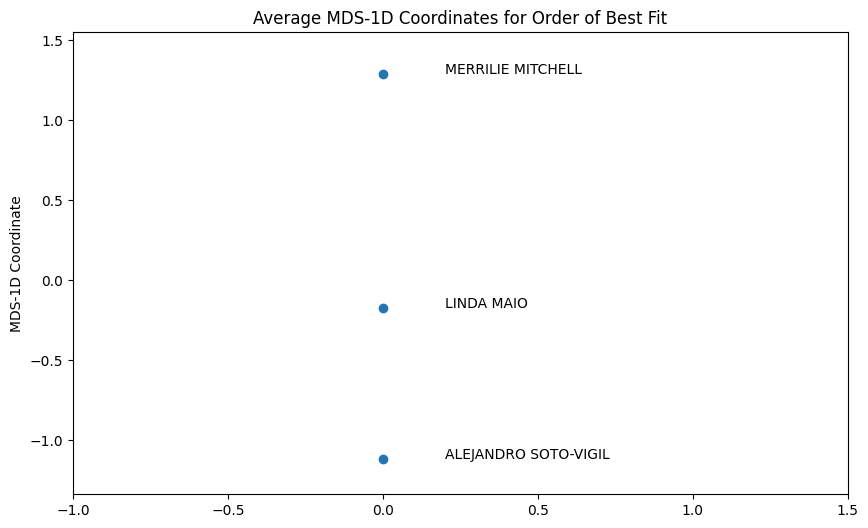 Average MDS-1D Coordinates for Order of Best Fit
1.5
MERRILIE MITCHELL
1.0
0.5
MDS-1D Coordinate
0.0
LINDA MAIO
−0.5
−1.0
ALEJANDRO SOTO-VIGIL
−1.0 −0.5 0.0 0.5 1.0 1.5